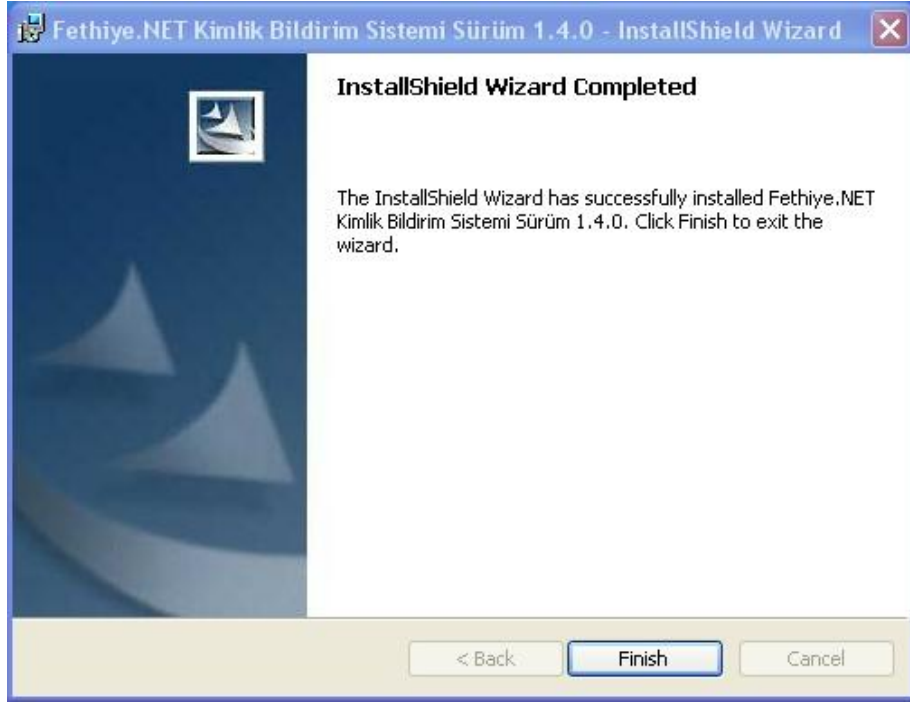 Fethiye.NET Kimlik Bildirim Sistemi Sürüm 1.4.0 - InstallShield Wizard
InstallShield Wizard Completed
The InstallShield Wizard has successfully installed Fethiye.NET
Kimlik Bildirim Sistemi Sürüm 1.4.0. Click Finish to exit the
wizard.
< Back Finish Cancel